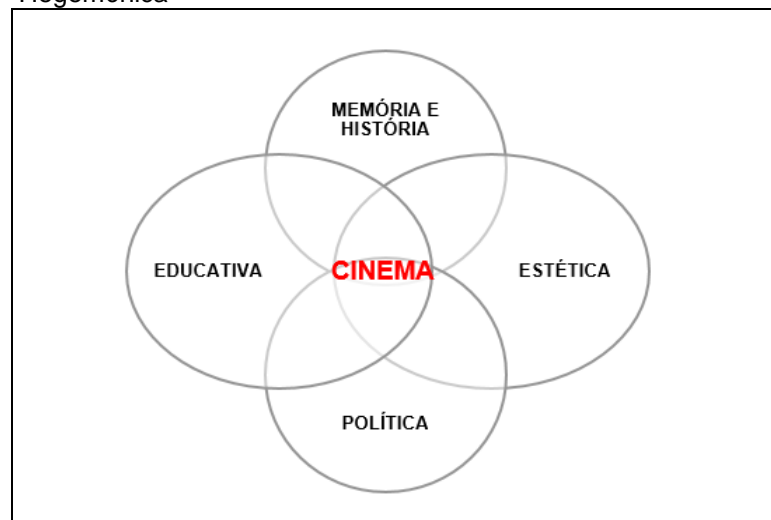 Hegemônica
MEMÓRIA E
HISTÓRIA
EDUCATIVA
CINEMA
ESTÉTICA
POLÍTICA